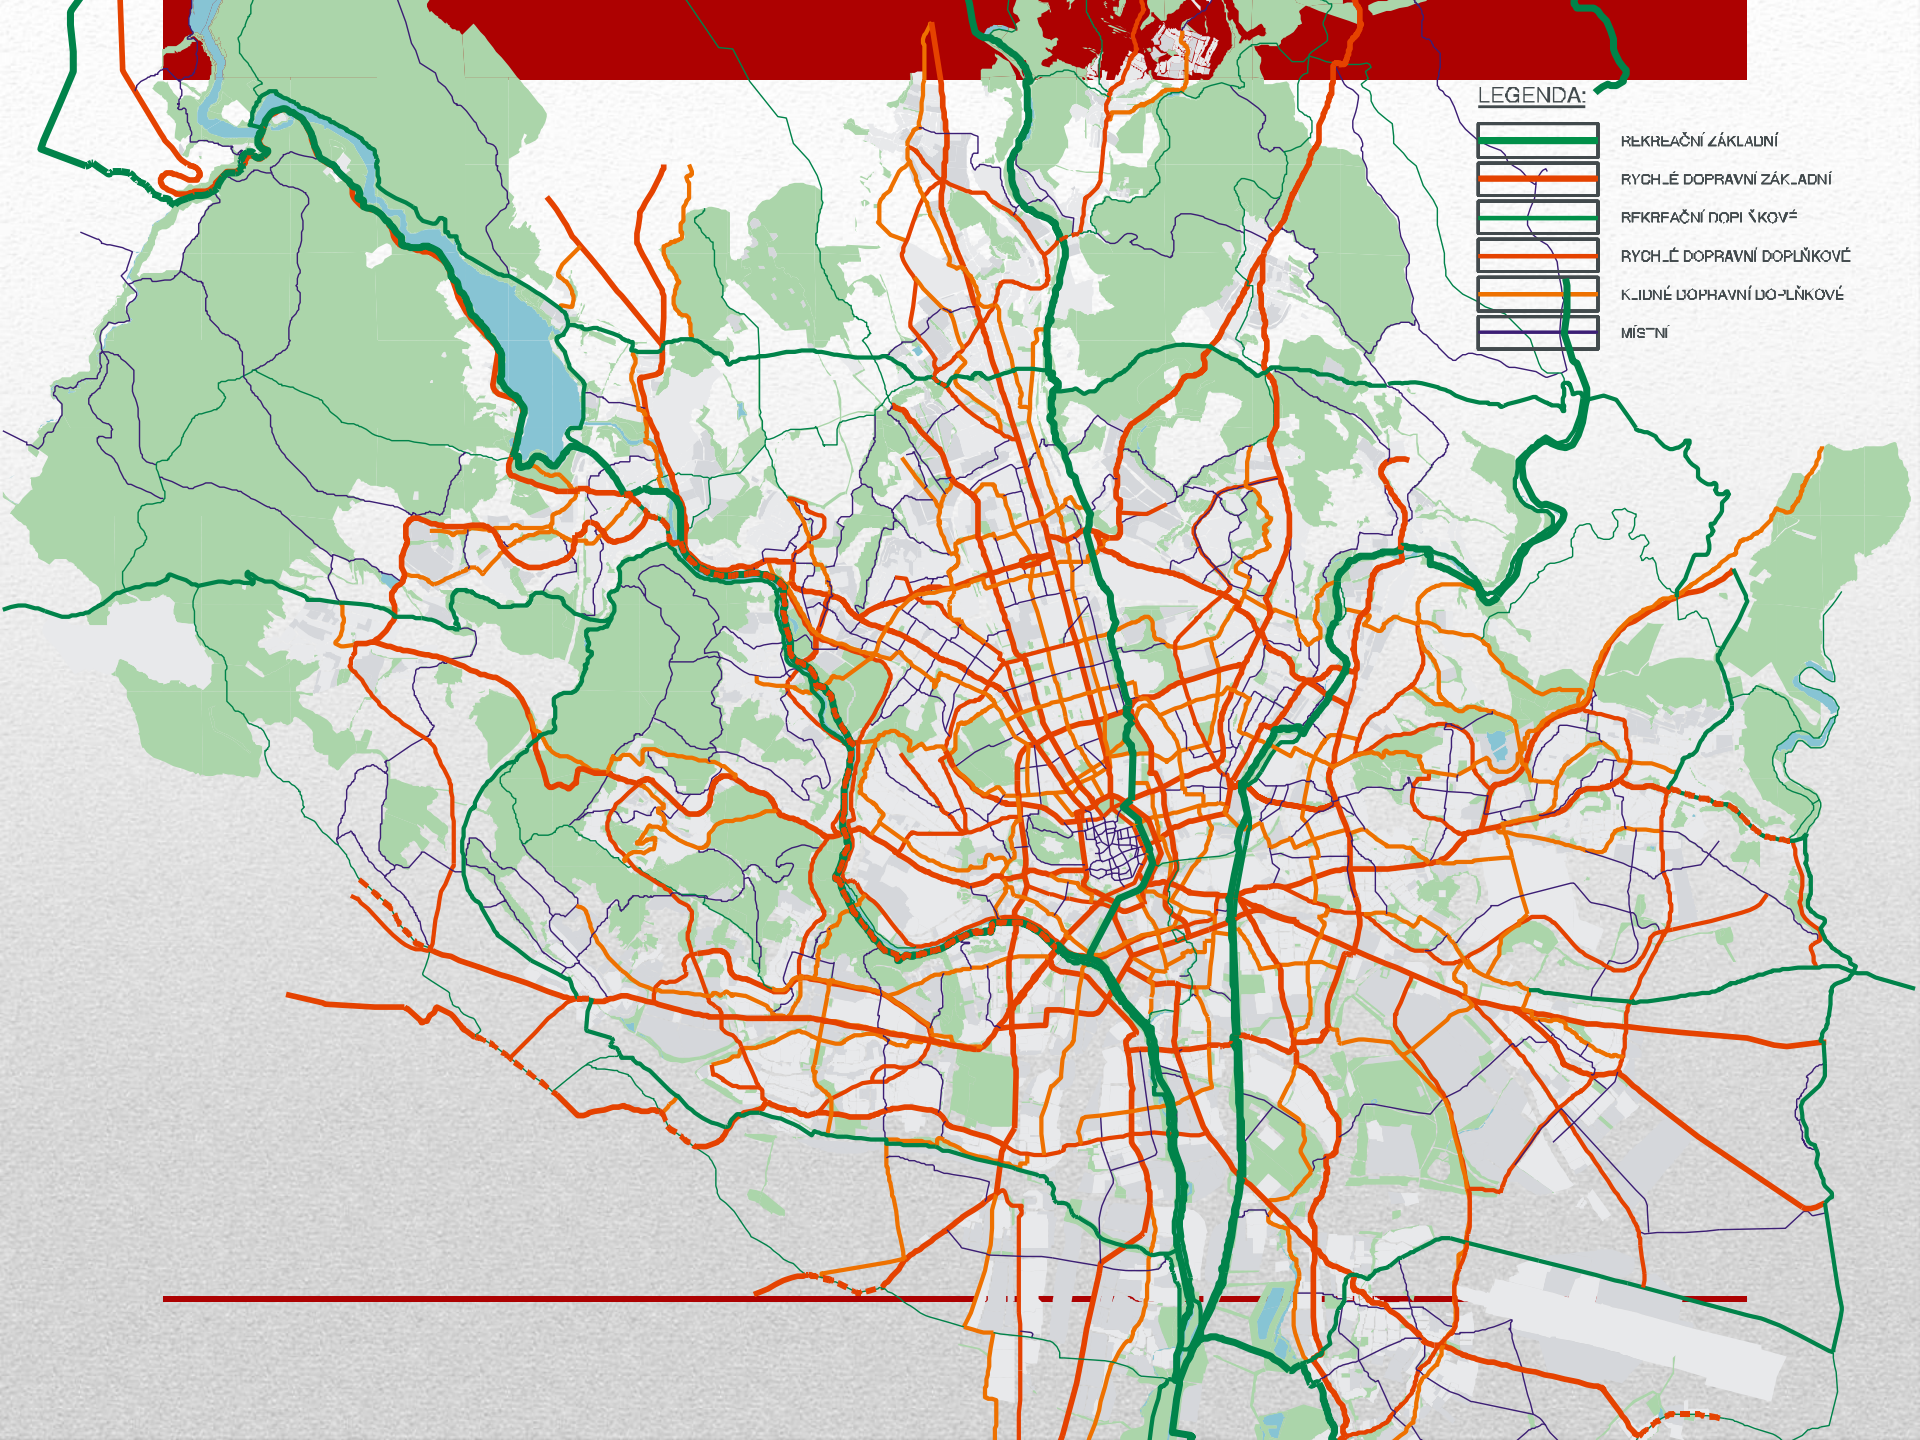 LEGENDA:
REKREAČNÍ ZÁKLADNÍ
RYCHLÉ DOPRAVNÍ ZÁKLADNÍ
REKREAČNÍ DOPLŇKOVÉ
RYCHLÉ DOPRAVNÍ DOPLŇKOVÉ
KLIDNÉ DOPRAVNÍ DOPLŇKOVÉ
MÍSTNÍ